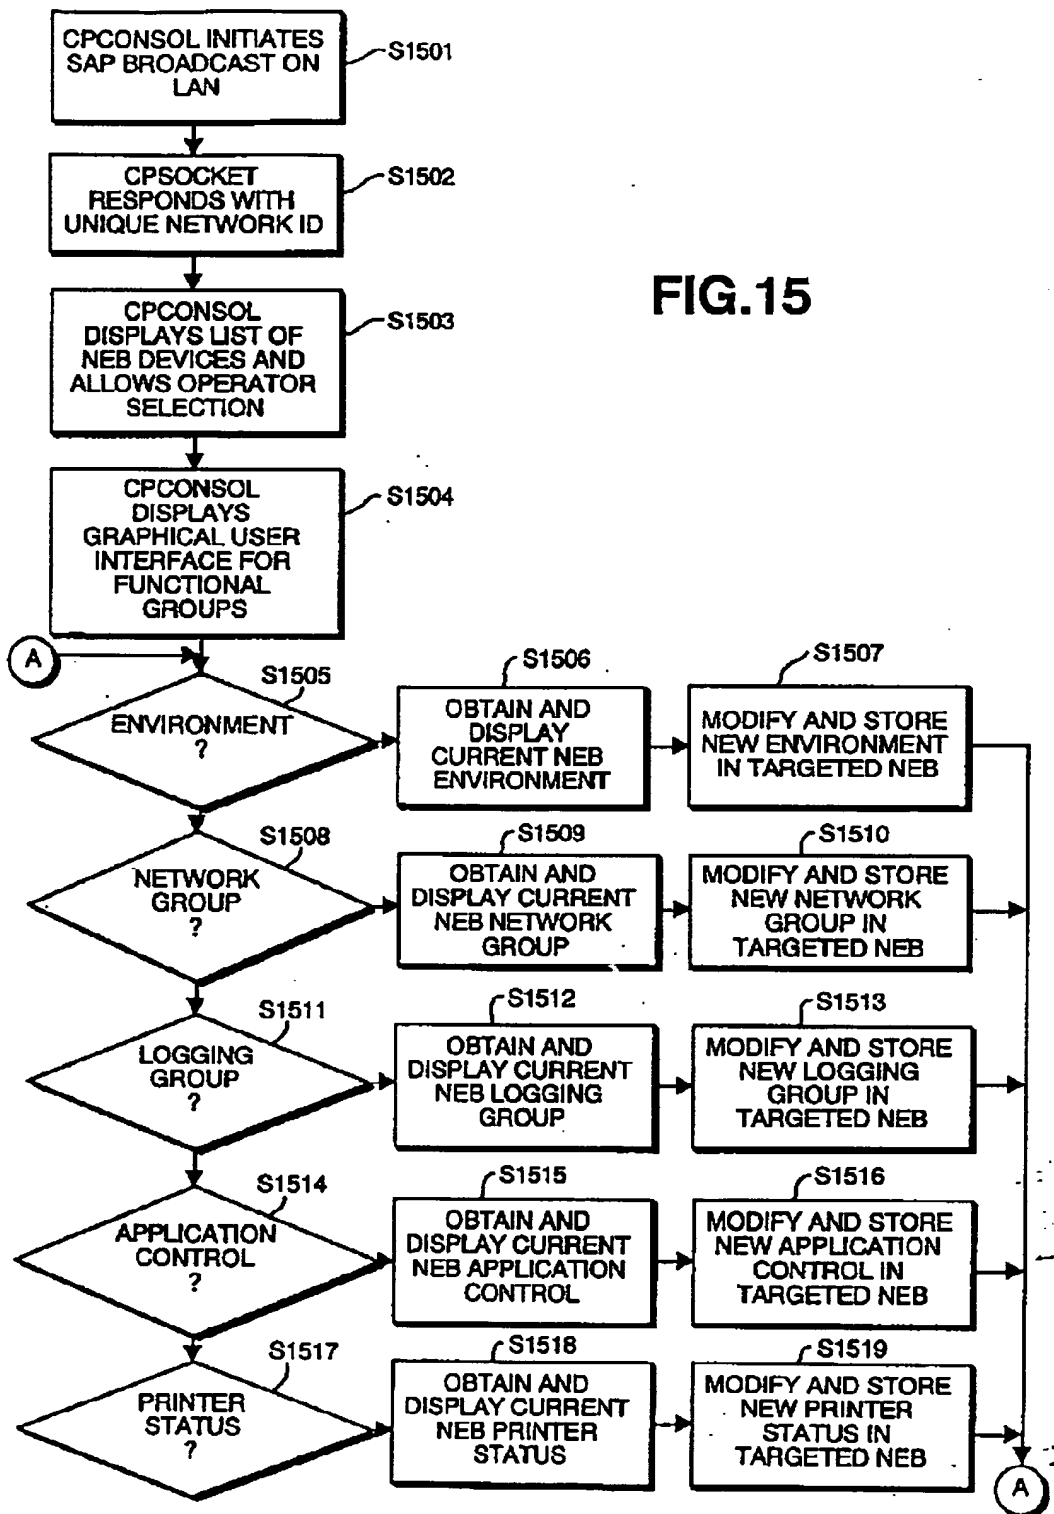 CPCONSOL INITIATES
SAP BROADCAST ON
LAN
S1501
CPSOCKET
RESPONDS WITH
UNIQUE NETWORK ID
S1502
FIG.15
CPCONSOL
DISPLAYS LIST OF
NEB DEVICES AND
ALLOWS OPERATOR
SELECTION
S1503
CPCONSOL
DISPLAYS
GRAPHICAL USER
INTERFACE FOR
FUNCTIONAL
GROUPS
S1504
A
ENVIRONMENT
?
S1505
OBTAIN AND
DISPLAY
CURRENT NEB
ENVIRONMENT
S1506
MODIFY AND STORE
NEW ENVIRONMENT
IN TARGETED NEB
S1507
NETWORK
GROUP
?
S1508
OBTAIN AND
DISPLAY CURRENT
NEB NETWORK
GROUP
S1509
MODIFY AND STORE
NEW NETWORK
GROUP IN
TARGETED NEB
S1510
LOGGING
GROUP
?
S1511
OBTAIN AND
DISPLAY CURRENT
NEB LOGGING
GROUP
S1512
MODIFY AND STORE
NEW LOGGING
GROUP IN
TARGETED NEB
S1513
APPLICATION
CONTROL
?
S1514
OBTAIN AND
DISPLAY CURRENT
NEB APPLICATION
CONTROL
S1515
MODIFY AND STORE
NEW APPLICATION
CONTROL IN
TARGETED NEB
S1516
PRINTER
STATUS
?
S1517
OBTAIN AND
DISPLAY CURRENT
NEB PRINTER
STATUS
S1518
MODIFY AND STORE
NEW PRINTER
STATUS IN
TARGETED NEB
S1519
A